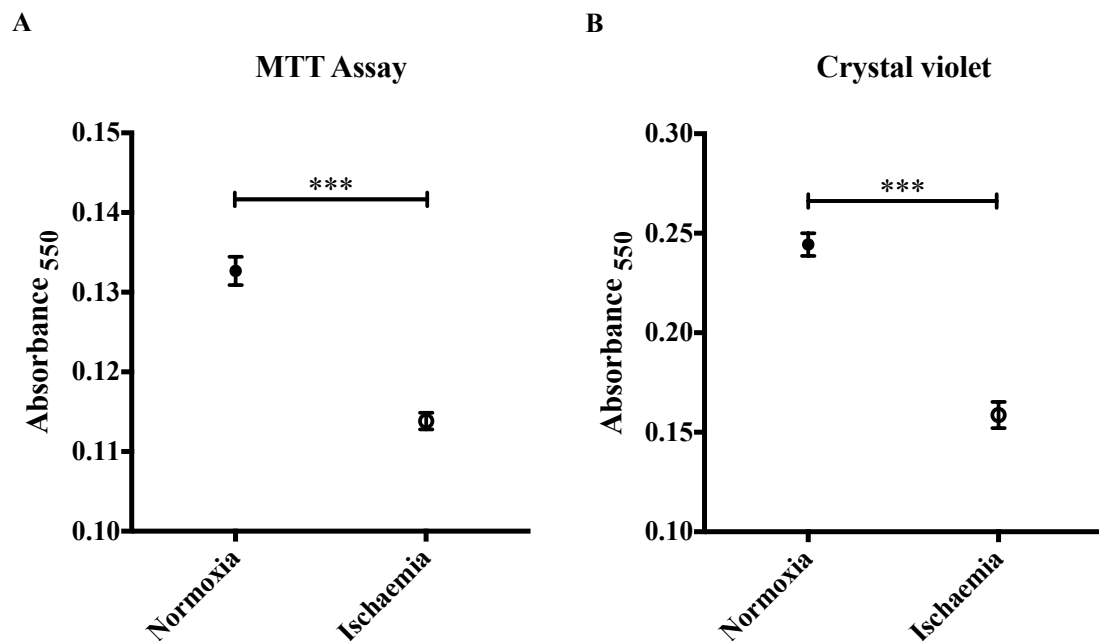 A
MTT Assay
0.15
0.14
0.13
0.12
0.11
0.10
Absorbance 550
***
Normoxia
Ischaemia
B
Crystal violet
0.30
0.25
0.20
0.15
0.10
Absorbance 550
***
Normoxia
Ischaemia